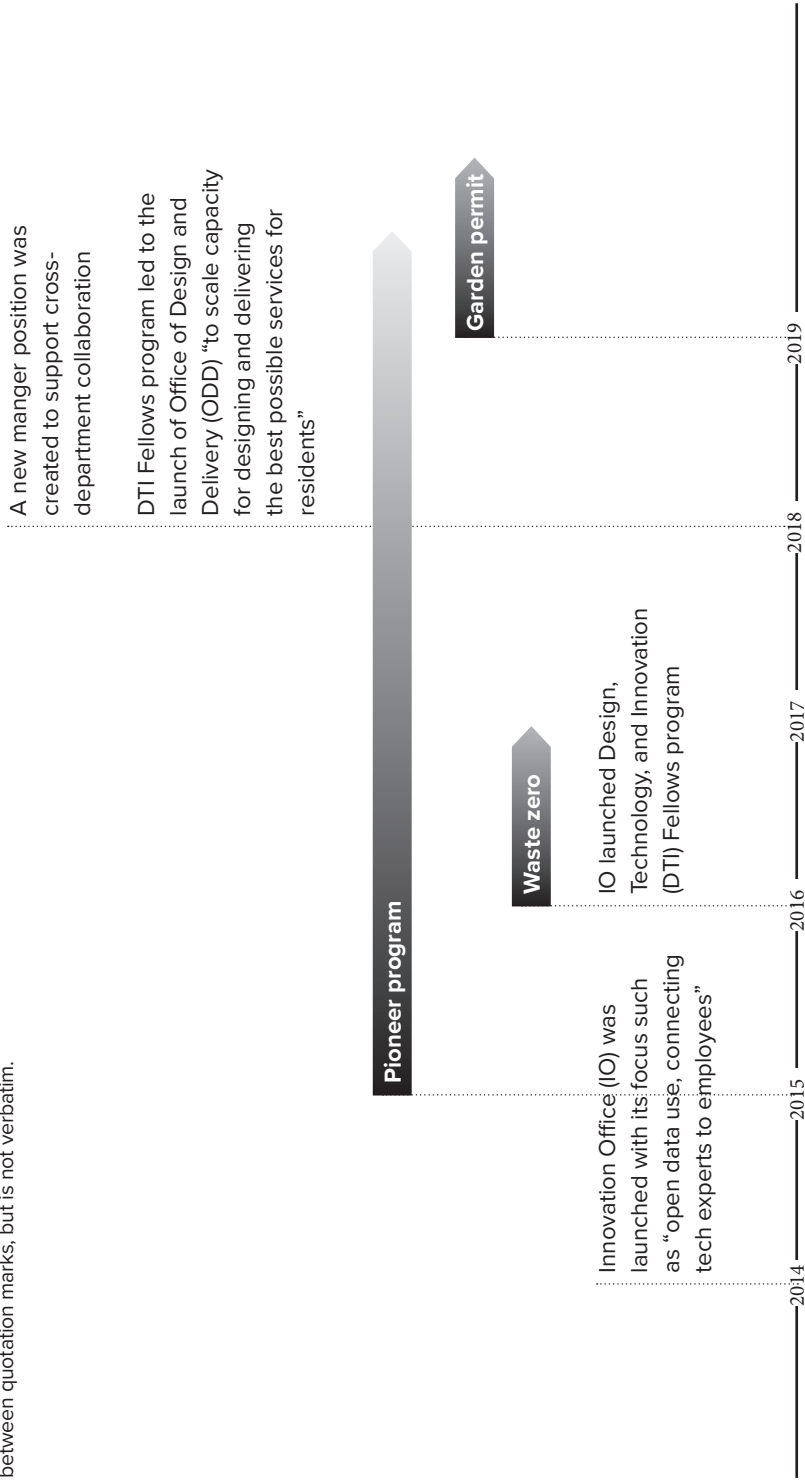 between quotation marks, but is not verbatim.
A new manger position was
created to support cross-
department collaboration
DTI Fellows program led to the
launch of Office of Design and
Delivery (ODD) “to scale capacity
for designing and delivering
the best possible services for
residents”
Pioneer program
Garden permit
Waste zero
Innovation Office (IO) was
launched with its focus such
as “open data use, connecting
tech experts to employees”
IO launched Design,
Technology, and Innovation
(DTI) Fellows program
2014
2015
2016
2017
2018
2019